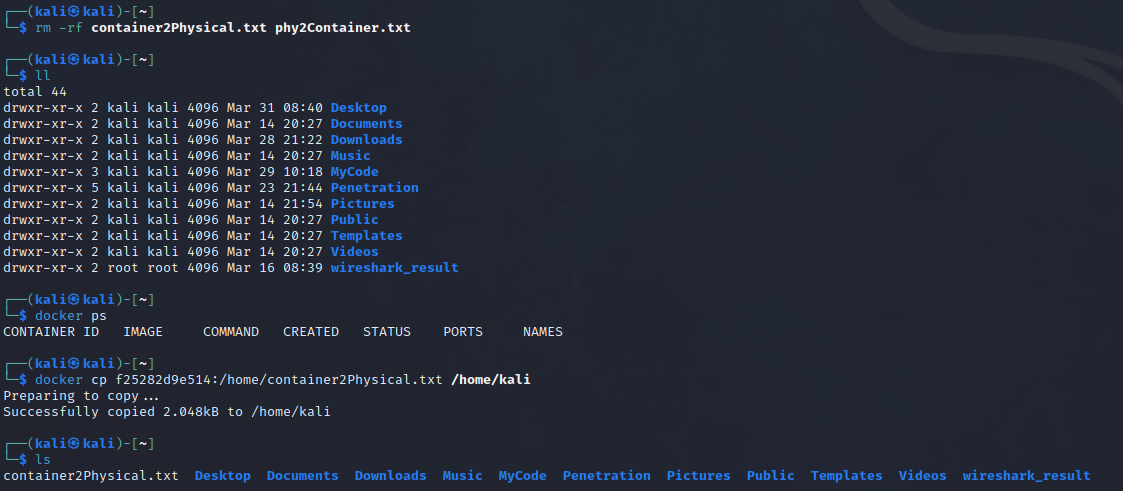 ┌──(kali㉿kali)-[~]
└─$ rm -rf container2Physical.txt phy2Container.txt
┌──(kali㉿kali)-[~]
└─$ ll
total 44
drwxr-xr-x 2 kali kali 4096 Mar 31 08:40 Desktop
drwxr-xr-x 2 kali kali 4096 Mar 14 20:27 Documents
drwxr-xr-x 2 kali kali 4096 Mar 28 21:22 Downloads
drwxr-xr-x 2 kali kali 4096 Mar 14 20:27 Music
drwxr-xr-x 3 kali kali 4096 Mar 29 10:18 MyCode
drwxr-xr-x 5 kali kali 4096 Mar 23 21:44 Penetration
drwxr-xr-x 2 kali kali 4096 Mar 14 21:54 Pictures
drwxr-xr-x 2 kali kali 4096 Mar 14 20:27 Public
drwxr-xr-x 2 kali kali 4096 Mar 14 20:27 Templates
drwxr-xr-x 2 kali kali 4096 Mar 14 20:27 Videos
drwxr-xr-x 2 root root 4096 Mar 16 08:39 wireshark_result
┌──(kali㉿kali)-[~]
└─$ docker ps
CONTAINER ID   IMAGE     COMMAND   CREATED   STATUS    PORTS     NAMES
┌──(kali㉿kali)-[~]
└─$ docker cp f25282d9e514:/home/container2Physical.txt /home/kali
Preparing to copy...
Successfully copied 2.048kB to /home/kali
┌──(kali㉿kali)-[~]
└─$ ls
container2Physical.txt  Desktop  Documents  Downloads  Music  MyCode  Penetration  Pictures  Public  Templates  Videos  wireshark_result